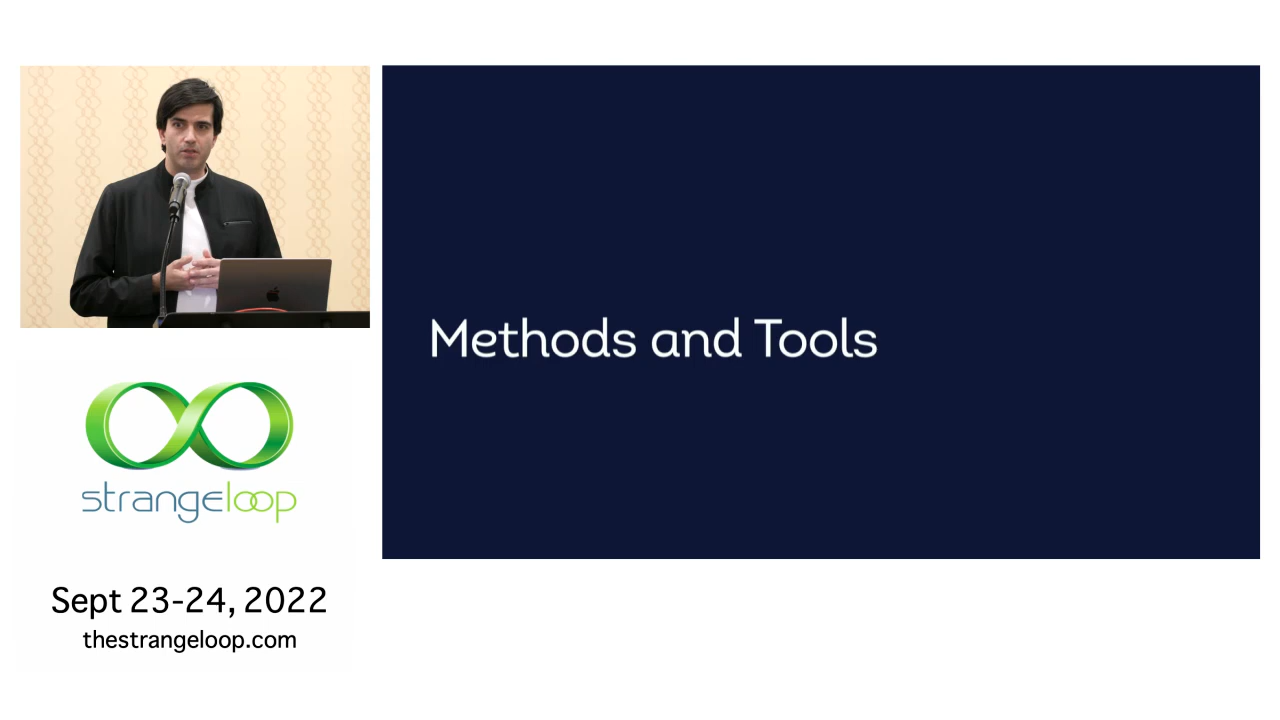 Methods and Tools
strangeloop
Sept 23-24, 2022
thestrangeloop.com